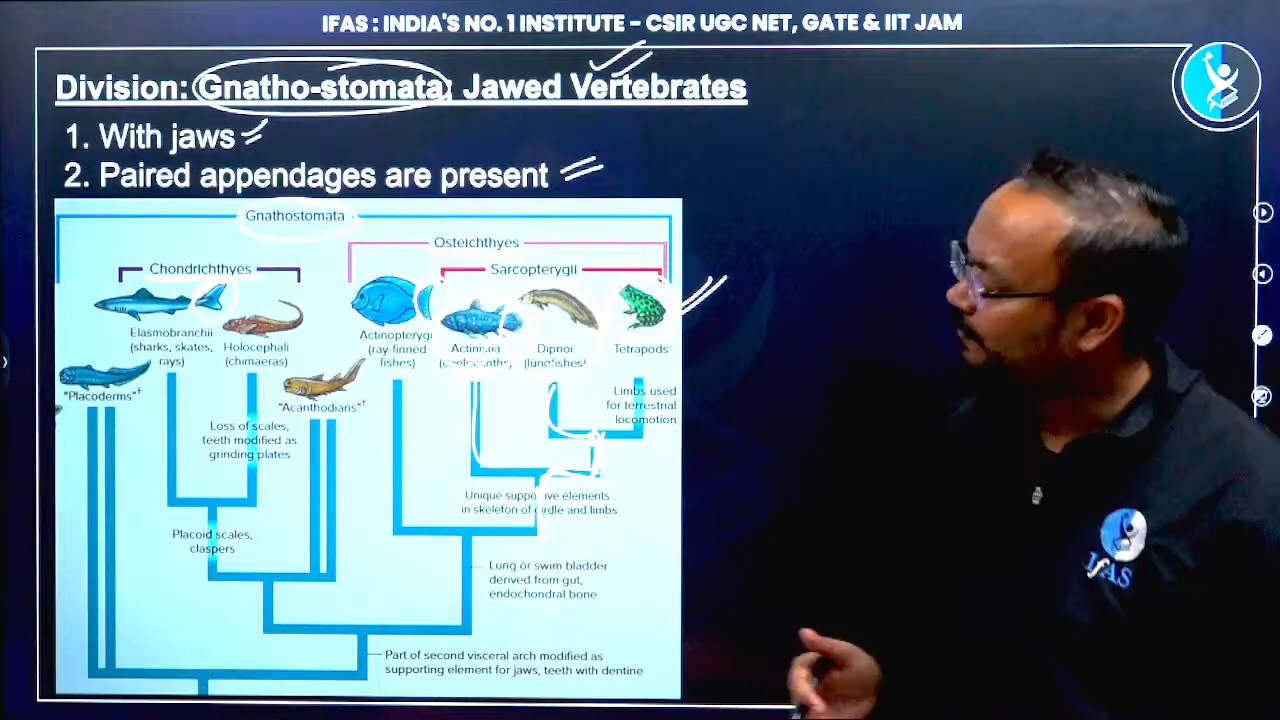 IFAS : INDIA'S NO. 1 INSTITUTE – CSIR UGC NET, GATE & IIT JAM
Division: Gnatho-stomata: Jawed Vertebrates
1. With jaws
2. Paired appendages are present
Gnathostomata
Osteichthyes
Chondrichthyes
Sarcopterygii
Elasmobranchii
(sharks, skates,
rays)
Holocephali
(chimaeras)
Actinopterygi
(ray finned
fishes)
Actinistia
Dipnoi
(lungfishes)
Tetrapods
"Placoderms"†
"Acanthodians"†
Limbs used
for terrestrial
locomotion
Loss of scales,
teeth modified as
grinding plates
Unique supportive elements
in skeleton of girdle and limbs
Placoid scales,
claspers
Lung or swim bladder
derived from gut,
endochondral bone
Part of second visceral arch modified as
supporting element for jaws, teeth with dentine
IFAS